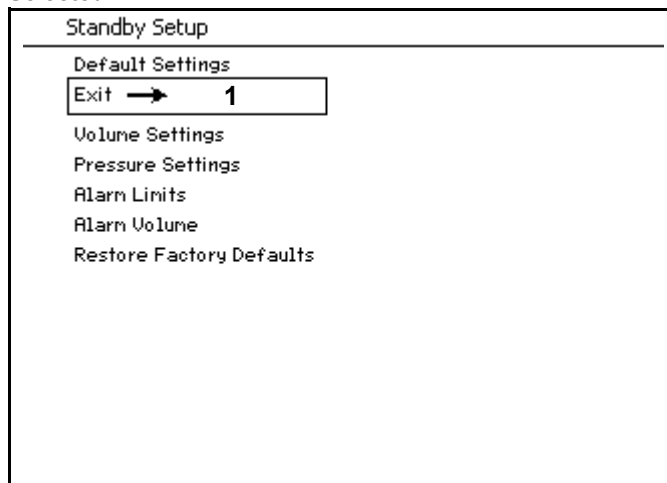 Standby Setup
Default Settings
Exit → 1
Volume Settings
Pressure Settings
Alarm Limits
Alarm Volume
Restore Factory Defaults